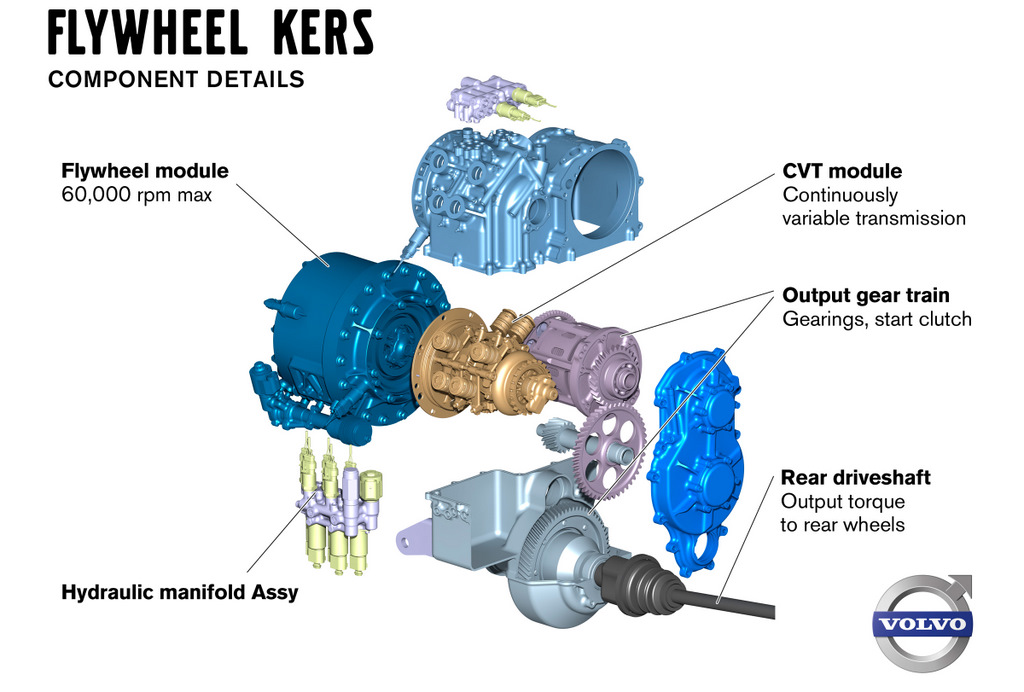 FLYWHEEL KERS
COMPONENT DETAILS
Flywheel module
60,000 rpm max
CVT module
Continuously
variable transmission
Output gear train
Gearings, start clutch
Rear driveshaft
Output torque
to rear wheels
Hydraulic manifold Assy
VOLVO